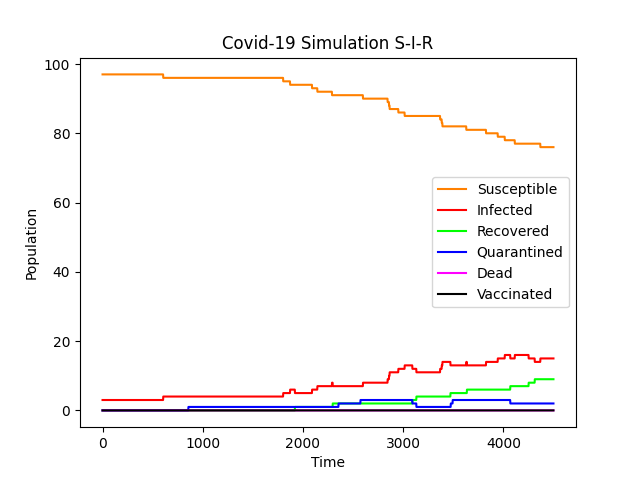 Covid-19 Simulation S-I-R
100
80
60
40
20
0
Population
Susceptible
Infected
Recovered
Quarantined
Dead
Vaccinated
0 1000 2000 3000 4000
Time